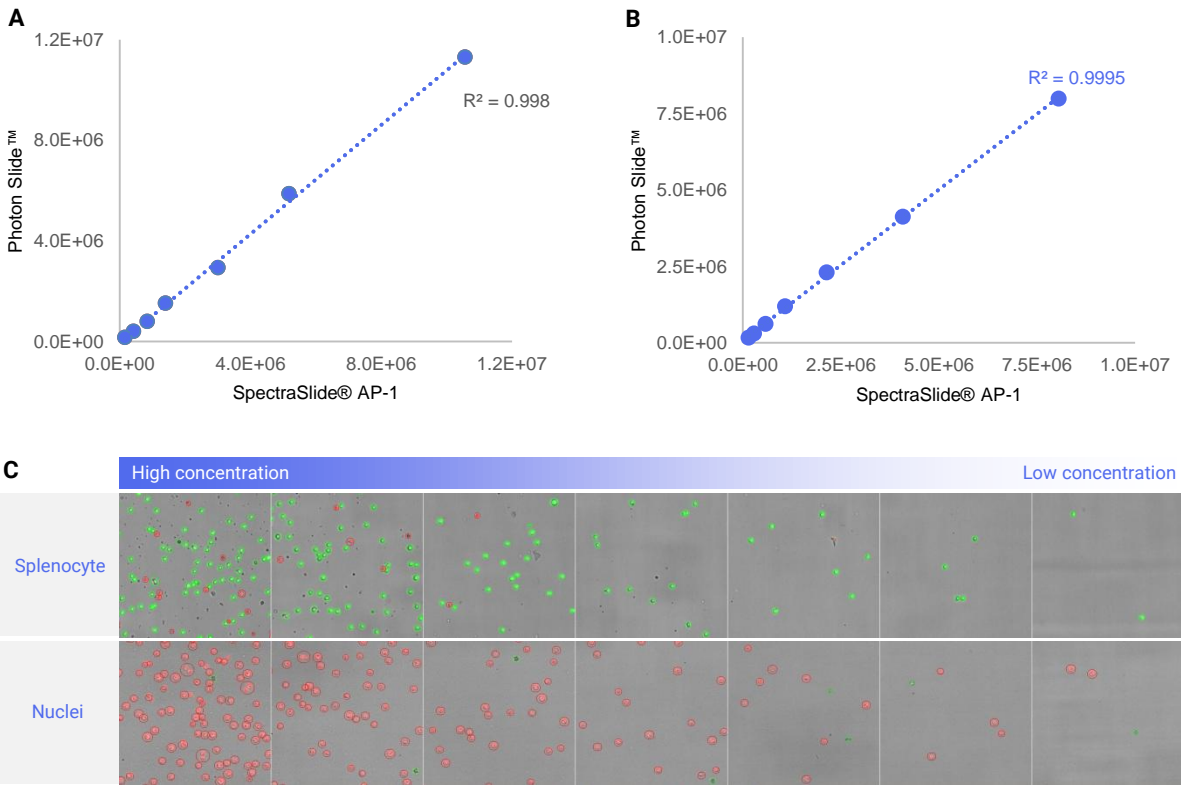 A
1.2E+07
8.0E+06
4.0E+06
0.0E+00
Photon Slide™
R² = 0.998
0.0E+00 4.0E+06 8.0E+06 1.2E+07
SpectraSlide® AP-1
B
1.0E+07
7.5E+06
5.0E+06
2.5E+06
0.0E+00
Photon Slide™
R² = 0.9995
0.0E+00 2.5E+06 5.0E+06 7.5E+06 1.0E+07
SpectraSlide® AP-1
C
High concentration Low concentration
Splenocyte
Nuclei